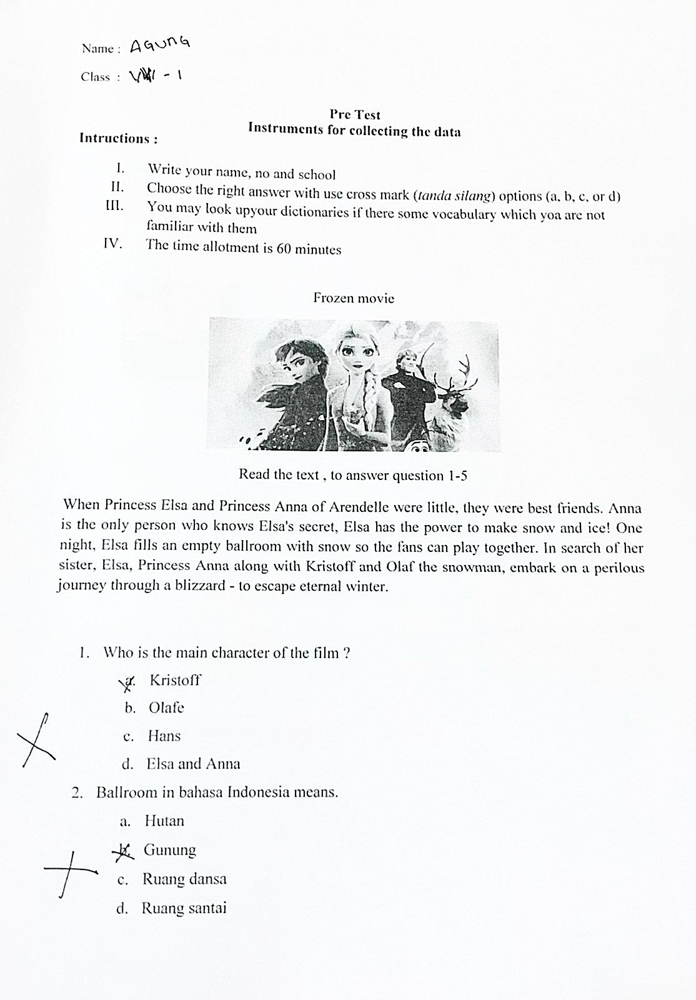 Name : AGUNG
Class : VIII - 1
Pre Test
Instruments for collecting the data
Intructions :
I. Write your name, no and school
II. Choose the right answer with use cross mark (tanda silang) options (a, b, c, or d)
III. You may look upyour dictionaries if there some vocabulary which yoa are not
familiar with them
IV. The time allotment is 60 minutes
Frozen movie
Read the text , to answer question 1-5
When Princess Elsa and Princess Anna of Arendelle were little, they were best friends. Anna
is the only person who knows Elsa's secret, Elsa has the power to make snow and ice! One
night, Elsa fills an empty ballroom with snow so the fans can play together. In search of her
sister, Elsa, Princess Anna along with Kristoff and Olaf the snowman, embark on a perilous
journey through a blizzard - to escape eternal winter.
1. Who is the main character of the film ?
a. Kristoff
b. Olafe
c. Hans
d. Elsa and Anna
2. Ballroom in bahasa Indonesia means.
a. Hutan
b. Gunung
c. Ruang dansa
d. Ruang santai